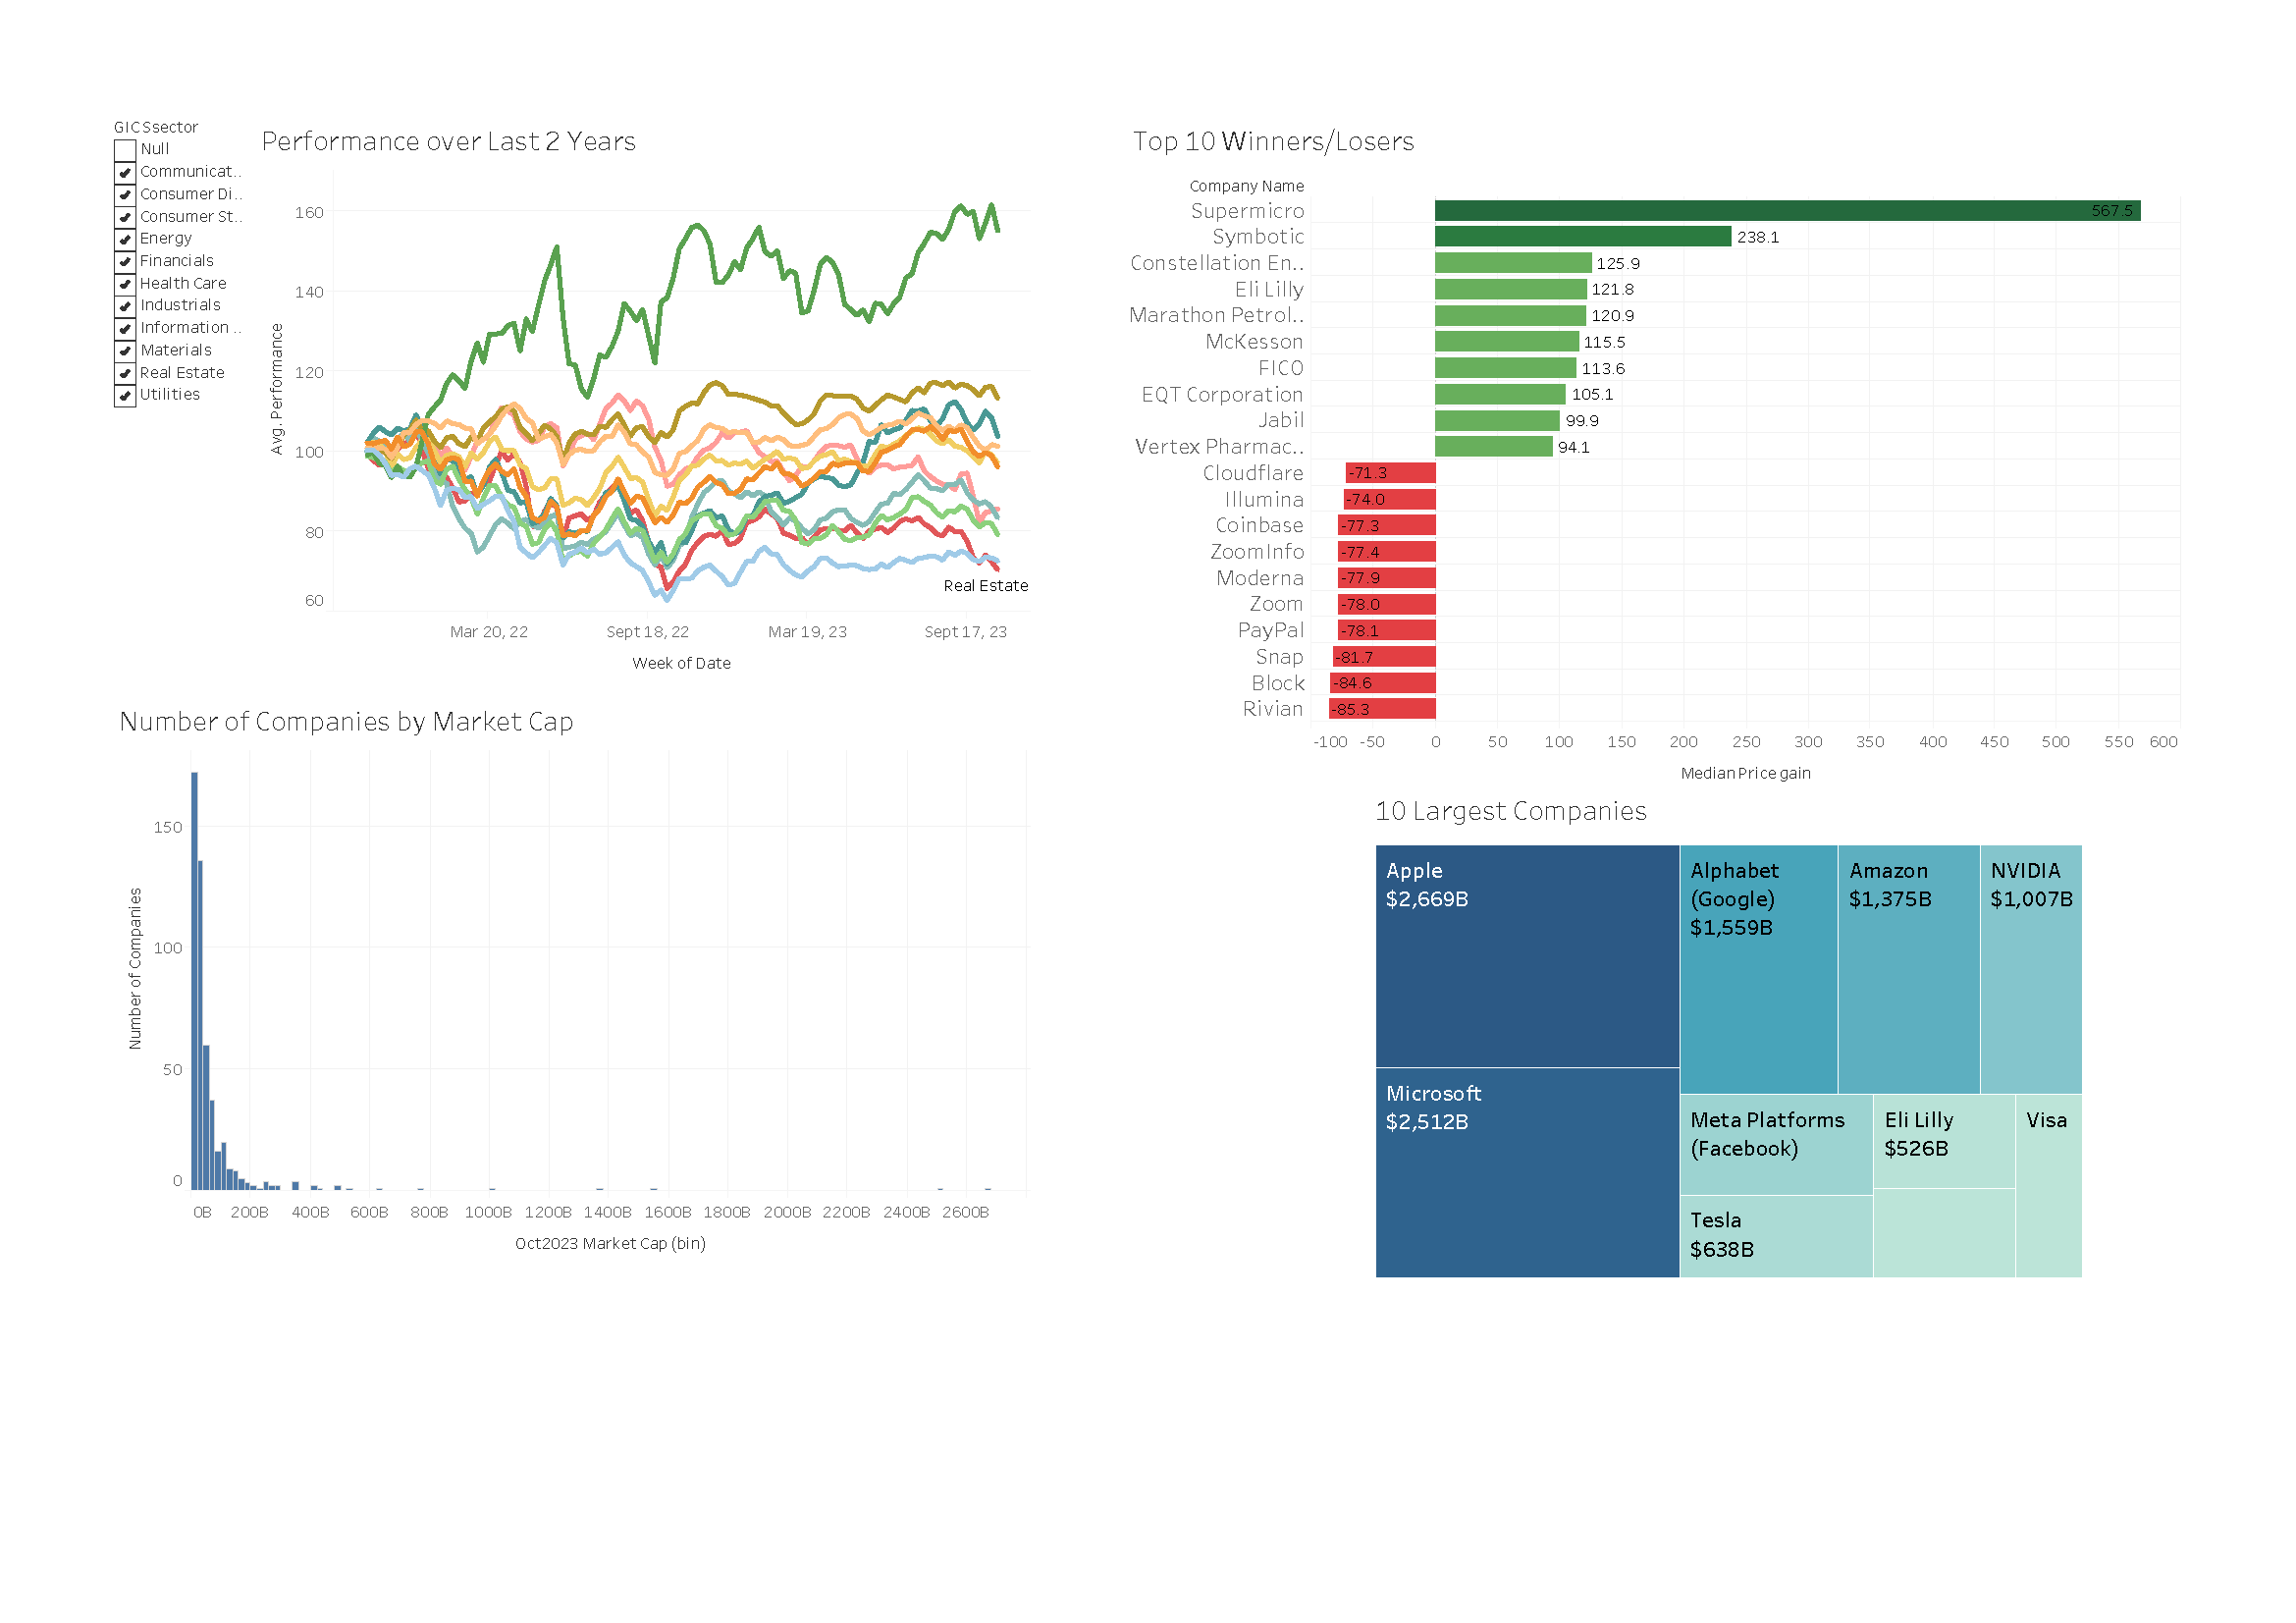 GICSsector
Null
Communicat..
Consumer Di..
Consumer St..
Energy
Financials
Health Care
Industrials
Information ..
Materials
Real Estate
Utilities
Performance over Last 2 Years
160
140
120
100
80
60
Avg. Performance
Real Estate
Mar 20, 22
Sept 18, 22
Mar 19, 23
Sept 17, 23
Week of Date
Top 10 Winners/Losers
Company Name
Supermicro 567.5
Symbotic 238.1
Constellation En.. 125.9
Eli Lilly 121.8
Marathon Petrol.. 120.9
McKesson 115.5
FICO 113.6
EQT Corporation 105.1
Jabil 99.9
Vertex Pharmac.. 94.1
Cloudflare -71.3
Illumina -74.0
Coinbase -77.3
ZoomInfo -77.4
Moderna -77.9
Zoom -78.0
PayPal -78.1
Snap -81.7
Block -84.6
Rivian -85.3
-100 -50 0 50 100 150 200 250 300 350 400 450 500 550 600
Median Price gain
Number of Companies by Market Cap
150
100
50
0
Number of Companies
0B 200B 400B 600B 800B 1000B 1200B 1400B 1600B 1800B 2000B 2200B 2400B 2600B
Oct2023 Market Cap (bin)
10 Largest Companies
Apple
$2,669B
Microsoft
$2,512B
Alphabet
(Google)
$1,559B
Amazon
$1,375B
NVIDIA
$1,007B
Meta Platforms
(Facebook)
Tesla
$638B
Eli Lilly
$526B
Visa